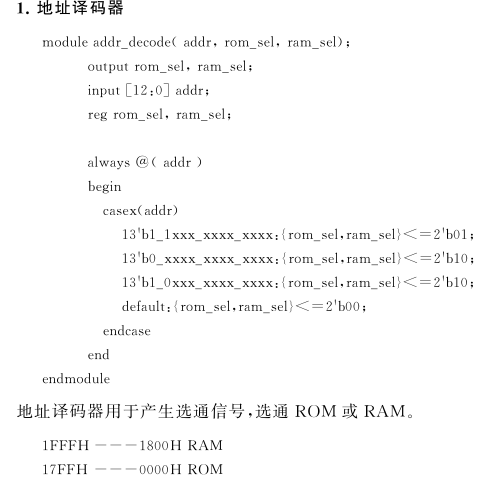 1. 地址译码器
module addr_decode( addr, rom_sel, ram_sel);
output rom_sel, ram_sel;
input [12:0] addr;
reg rom_sel, ram_sel;
always @( addr )
begin
casex(addr)
13'b1_1xxx_xxxx_xxxx:{rom_sel,ram_sel}<=2'b01;
13'b0_xxxx_xxxx_xxxx:{rom_sel,ram_sel}<=2'b10;
13'b1_0xxx_xxxx_xxxx:{rom_sel,ram_sel}<=2'b10;
default:{rom_sel,ram_sel}<=2'b00;
endcase
end
endmodule
地址译码器用于产生选通信号,选通 ROM 或 RAM。
1FFFH ———1800H RAM
17FFH ———0000H ROM